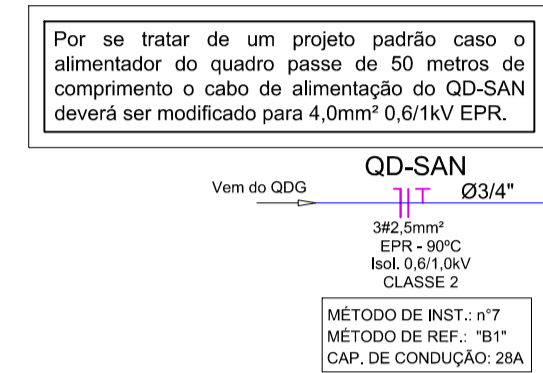 Por se tratar de um projeto padrão caso o
alimentador do quadro passe de 50 metros de
comprimento o cabo de alimentação do QD-SAN
deverá ser modificado para 4,0mm² 0,6/1kV EPR.
QD-SAN
Vem do QDG
Ø3/4"
3#2,5mm²
EPR - 90ºC
Isol. 0,6/1,0kV
CLASSE 2
MÉTODO DE INST.: n°7
MÉTODO DE REF.: "B1"
CAP. DE CONDUÇÃO: 28A